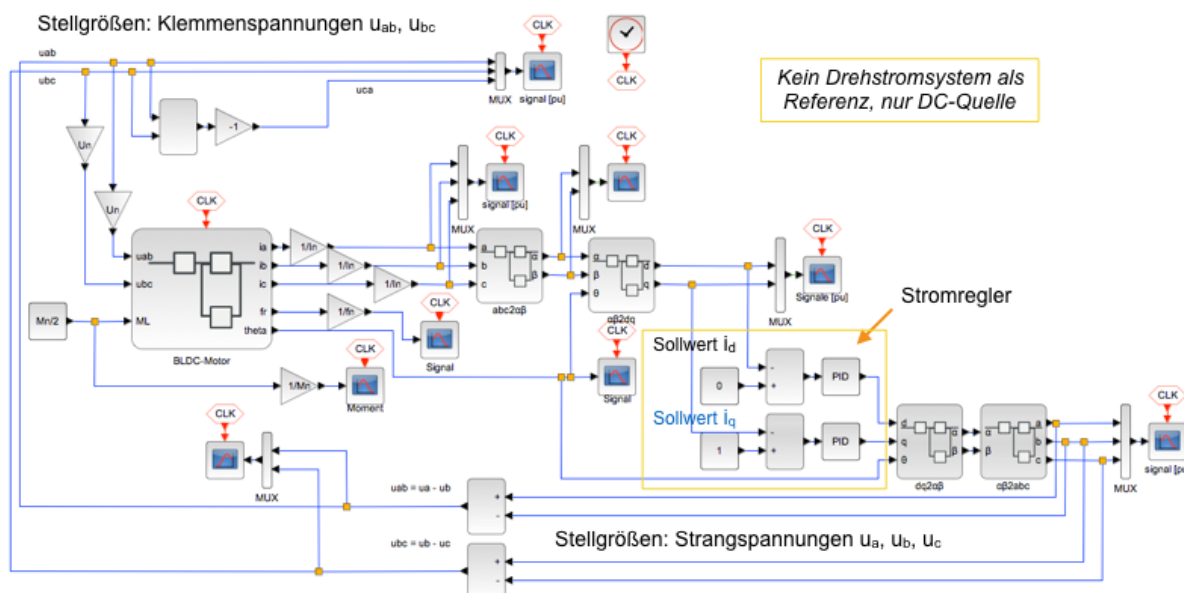 Stellgrößen: Klemmenspannungen uab, ubc
CLK
CLK
uab
ubc
MUX
signal [pu]
uca
Kein Drehstromsystem als
Referenz, nur DC-Quelle
-1
Un
Un
CLK
CLK
CLK
signal [pu]
MUX
MUX
uab
ubc
ML
ia
ib
ic
fr
theta
BLDC-Motor
1/In
1/In
1/In
1/fn
a
b
c
α
β
abc2αβ
α
β
θ
d
q
αβ2dq
CLK
Signale [pu]
MUX
Mn/2
CLK
Signal
CLK
Signal
1/Mn
CLK
Moment
Stromregler
Sollwert id
-
+
0
PID
Sollwert iq
-
+
1
PID
d
q
θ
α
β
dq2αβ
α
β
a
b
c
αβ2abc
MUX
CLK
signal [pu]
CLK
MUX
uab = ua - ub
+
-
ubc = ub - uc
+
-
Stellgrößen: Strangspannungen ua, ub, uc